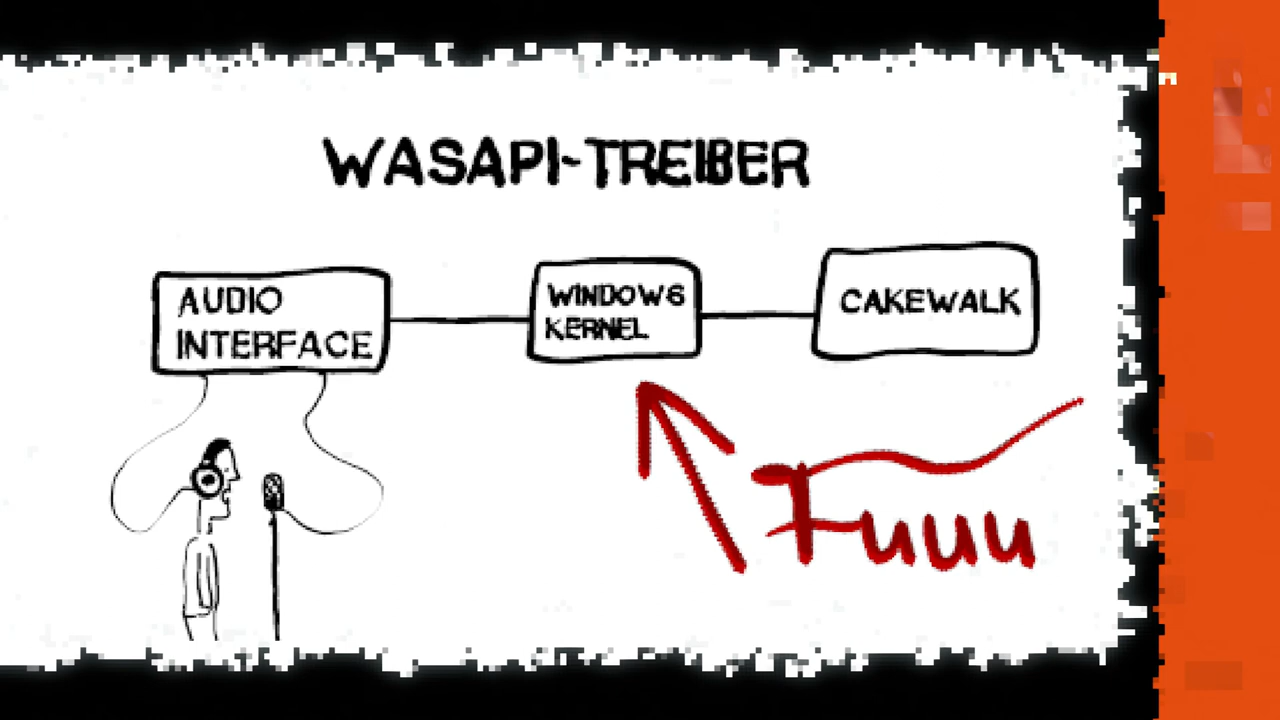 WASAPI-TREIBER
AUDIO
INTERFACE
WINDOWS
KERNEL
CAKEWALK
Fuuu